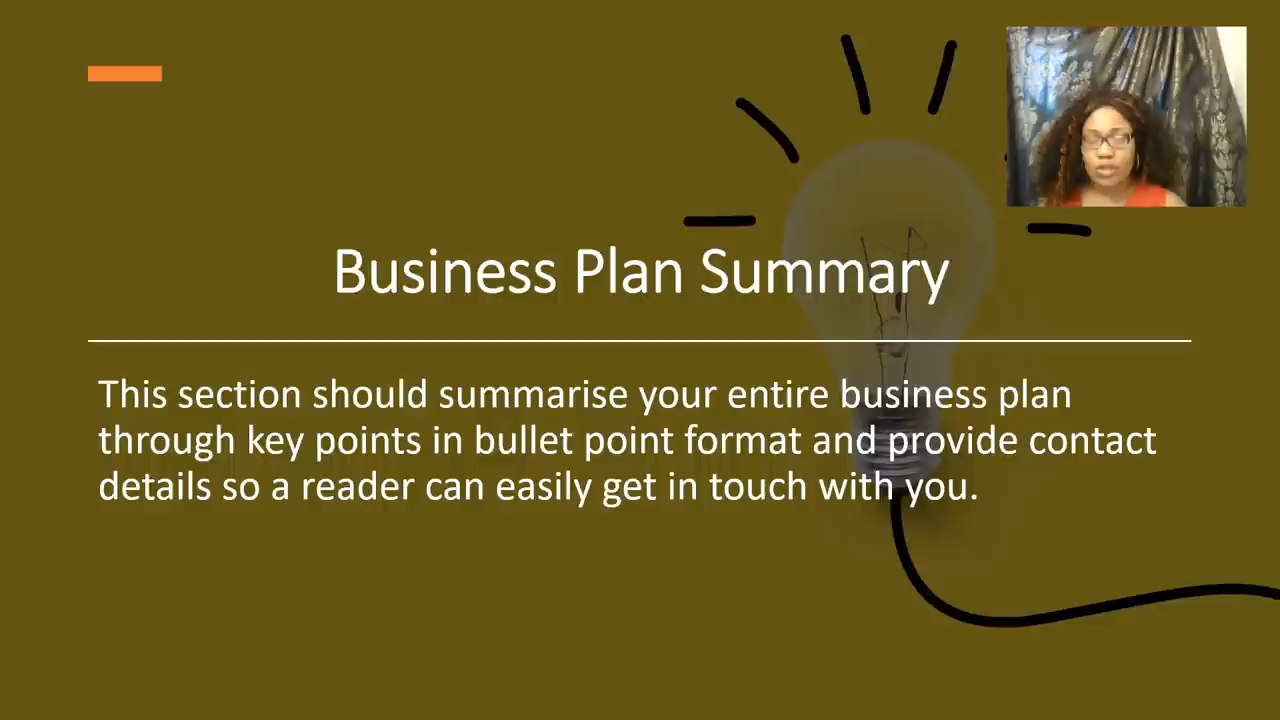 Business Plan Summary
This section should summarise your entire business plan
through key points in bullet point format and provide contact
details so a reader can easily get in touch with you.